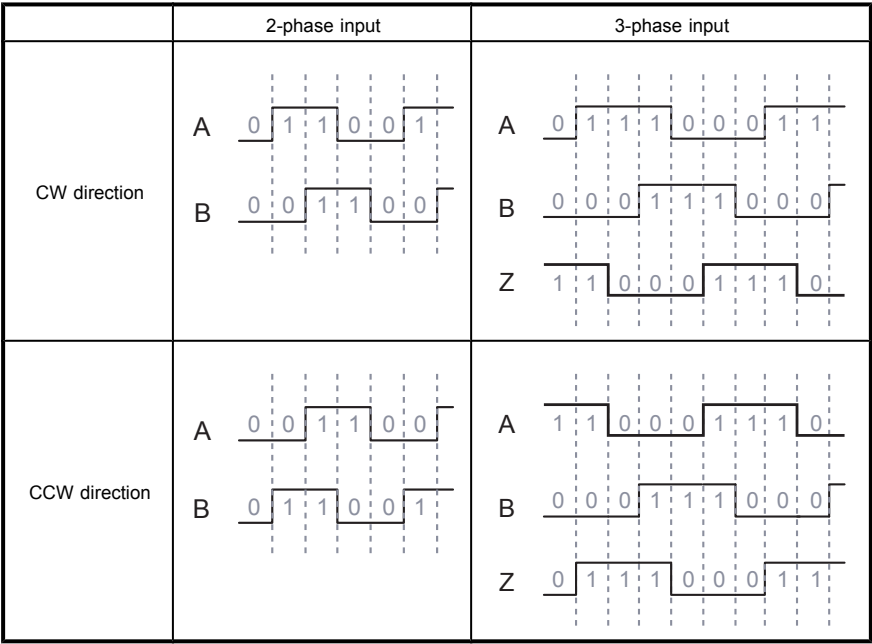 2-phase input 3-phase input
CW direction
A 0 1 1 0 0 1
B 0 0 1 1 0 0
A 0 1 1 1 0 0 0 1 1
B 0 0 0 1 1 1 0 0 0
Z 1 1 0 0 0 1 1 1 0
CCW direction
A 0 0 1 1 0 0
B 0 1 1 0 0 1
A 1 1 0 0 0 1 1 1 0
B 0 0 0 1 1 1 0 0 0
Z 0 1 1 1 0 0 0 1 1